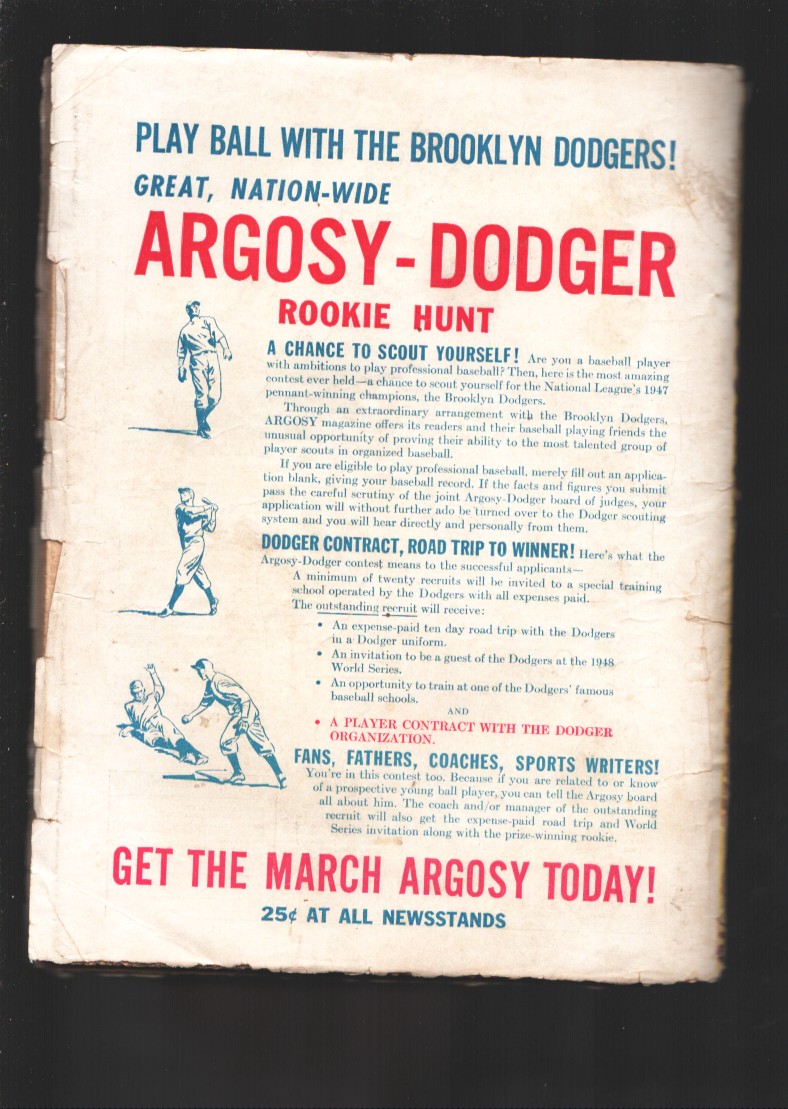 PLAY BALL WITH THE BROOKLYN DODGERS!
GREAT, NATION-WIDE
ARGOSY-DODGER
ROOKIE HUNT
A CHANCE TO SCOUT YOURSELF! Are you a baseball player
with ambitions to play professional baseball? Then, here is the most amazing
contest ever held—a chance to scout yourself for the National League's 1947
pennant-winning champions, the Brooklyn Dodgers.
Through an extraordinary arrangement with the Brooklyn Dodgers,
ARGOSY magazine offers its readers and their baseball playing friends the
unusual opportunity of proving their ability to the most talented group of
player scouts in organized baseball.
If you are eligible to play professional baseball, merely fill out an applica-
tion blank, giving your baseball record. If the facts and figures you submit
pass the careful scrutiny of the joint Argosy-Dodger board of judges, your
application will without further ado be turned over to the Dodger scouting
system and you will hear directly and personally from them.
DODGER CONTRACT, ROAD TRIP TO WINNER! Here's what the
Argosy-Dodger contest means to the successful applicants—
A minimum of twenty recruits will be invited to a special training
school operated by the Dodgers with all expenses paid.
The outstanding recruit will receive:
• An expense-paid ten day road trip with the Dodgers
in a Dodger uniform.
• An invitation to be a guest of the Dodgers at the 1948
World Series.
• An opportunity to train at one of the Dodgers' famous
baseball schools.
AND
• A PLAYER CONTRACT WITH THE DODGER
ORGANIZATION.
FANS, FATHERS, COACHES, SPORTS WRITERS!
You're in this contest too. Because if you are related to or know
of a prospective young ball player, you can tell the Argosy board
all about him. The coach and/or manager of the outstanding
recruit will also get the expense-paid road trip and World
Series invitation along with the prize-winning rookie.
GET THE MARCH ARGOSY TODAY!
25¢ AT ALL NEWSSTANDS